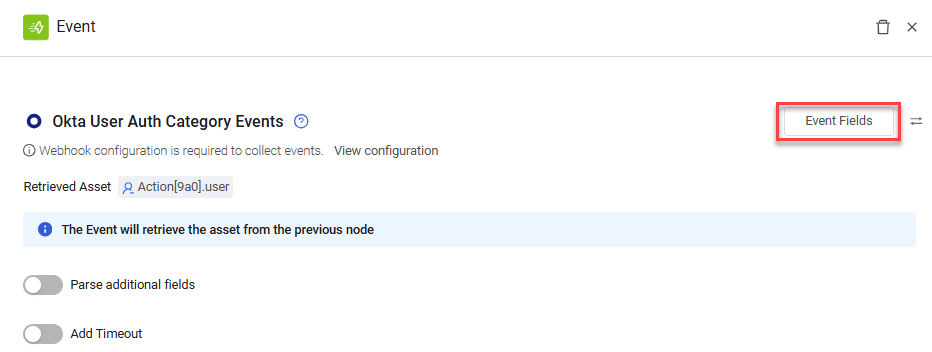 Event
Okta User Auth Category Events
Event Fields
Webhook configuration is required to collect events. View configuration
Retrieved Asset Action[9a0].user
The Event will retrieve the asset from the previous node
Parse additional fields
Add Timeout